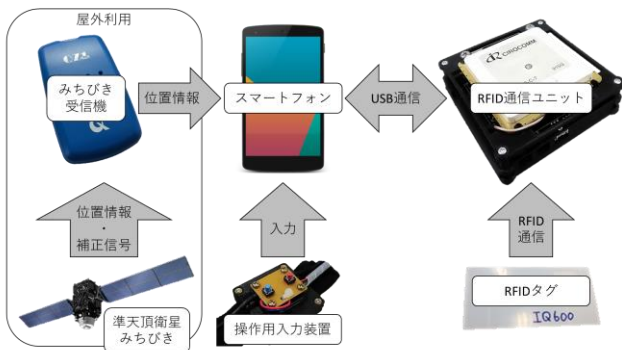 屋外利用
みちびき
受信機
位置情報
スマートフォン
USB通信
CIROCOMM
RFID通信ユニット
位置情報
・
補正信号
入力
RFID
通信
準天頂衛星
みちびき
操作用入力装置
RFIDタグ
IQ600